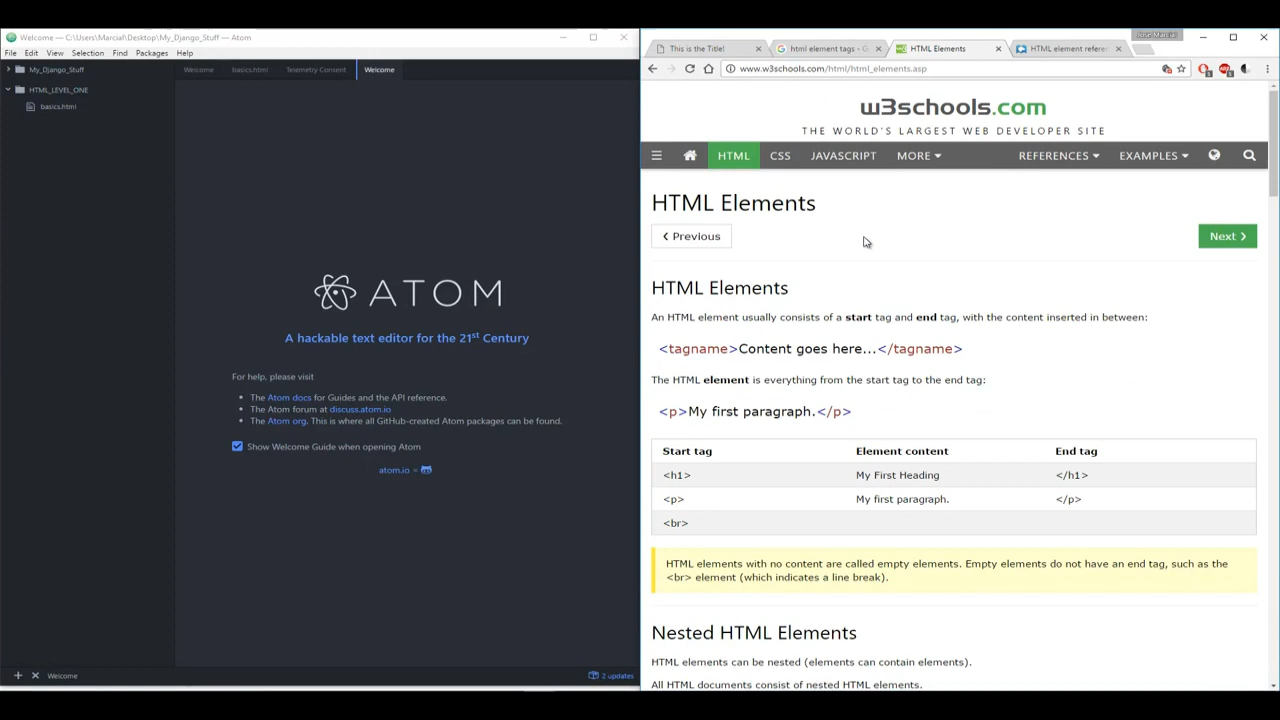 Welcome — C:\Users\Marcial\Desktop\My_Django_Stuff — Atom
File Edit View Selection Find Packages Help
My_Django_Stuff
HTML_LEVEL_ONE
basics.html
Welcome basics.html Telemetry Consent Welcome
ATOM
A hackable text editor for the 21st Century
For help, please visit
• The Atom docs for Guides and the API reference.
• The Atom forum at discuss.atom.io
• The Atom org. This is where all GitHub-created Atom packages can be found.
Show Welcome Guide when opening Atom
atom.io ×
Welcome
2 updates
Jose Marcial
This is the Title! html element tags - G HTML Elements HTML element refere
www.w3schools.com/html/html_elements.asp
w3schools.com
THE WORLD'S LARGEST WEB DEVELOPER SITE
HTML CSS JAVASCRIPT MORE REFERENCES EXAMPLES
HTML Elements
❮ Previous
Next ❯
HTML Elements
An HTML element usually consists of a start tag and end tag, with the content inserted in between:
<tagname>Content goes here...</tagname>
The HTML element is everything from the start tag to the end tag:
<p>My first paragraph.</p>
Start tag Element content End tag
<h1> My First Heading </h1>
<p> My first paragraph. </p>
<br>
HTML elements with no content are called empty elements. Empty elements do not have an end tag, such as the
<br> element (which indicates a line break).
Nested HTML Elements
HTML elements can be nested (elements can contain elements).
All HTML documents consist of nested HTML elements.